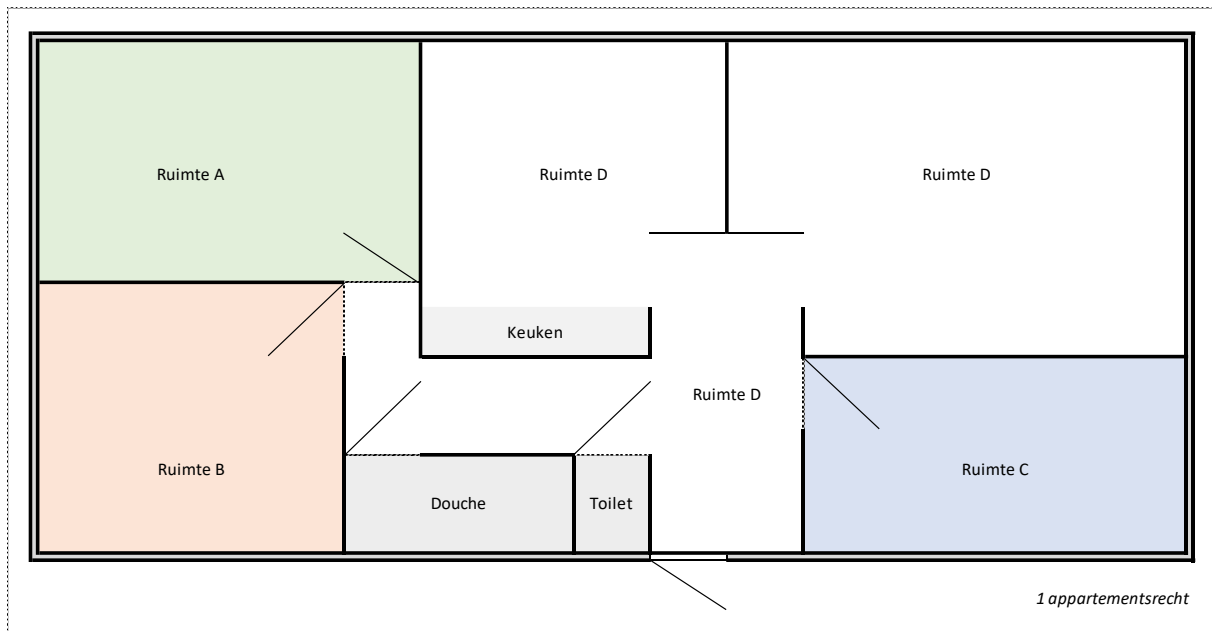 Ruimte A
Ruimte D
Ruimte D
Keuken
Ruimte D
Ruimte B
Ruimte C
Douche
Toilet
1 appartementsrecht